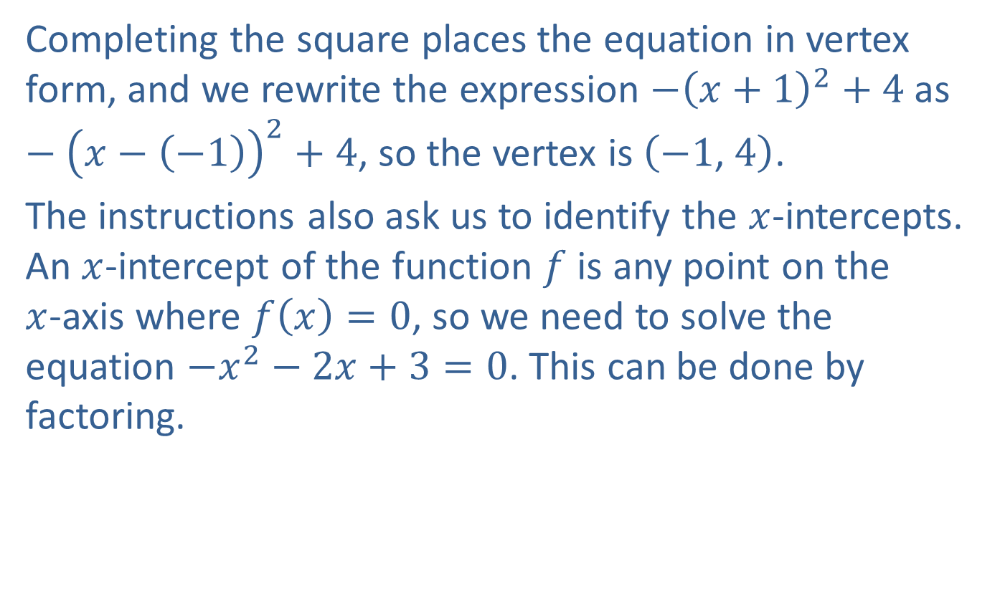 Completing the square places the equation in vertex
form, and we rewrite the expression −(x + 1)² + 4 as
−(x − (−1))² + 4, so the vertex is (−1, 4).
The instructions also ask us to identify the x-intercepts.
An x-intercept of the function f is any point on the
x-axis where f(x) = 0, so we need to solve the
equation −x² − 2x + 3 = 0. This can be done by
factoring.